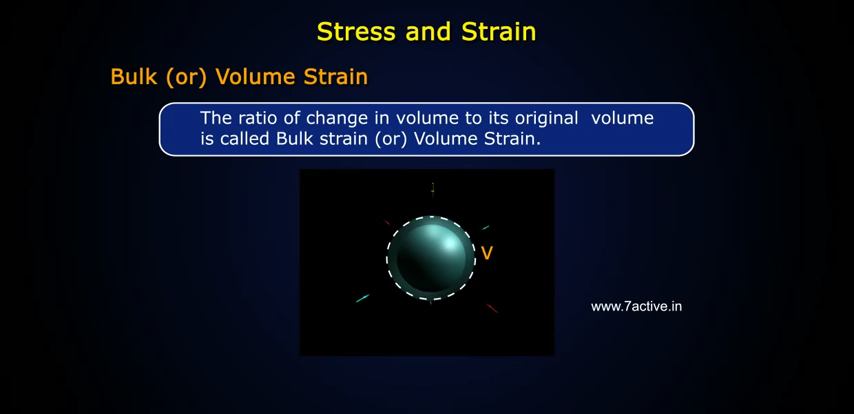 Stress and Strain
Bulk (or) Volume Strain
The ratio of change in volume to its original volume
is called Bulk strain (or) Volume Strain.
V
www.7active.in